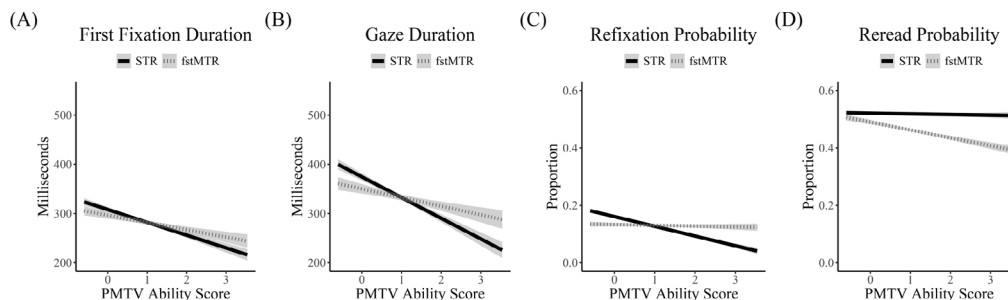 (A)
First Fixation Duration
STR fstMTR
500
400
300
200
Milliseconds
0 1 2 3
PMTV Ability Score
(B)
Gaze Duration
STR fstMTR
500
400
300
200
Milliseconds
0 1 2 3
PMTV Ability Score
(C)
Refixation Probability
STR fstMTR
0.6
0.4
0.2
0.0
Proportion
0 1 2 3
PMTV Ability Score
(D)
Reread Probability
STR fstMTR
0.6
0.4
0.2
0.0
Proportion
0 1 2 3
PMTV Ability Score